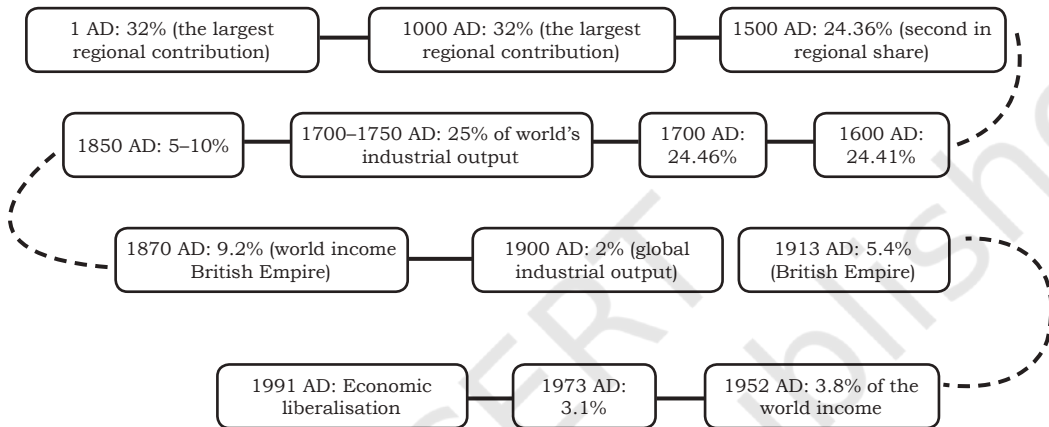 1 AD: 32% (the largest
regional contribution)
1000 AD: 32% (the largest
regional contribution)
1500 AD: 24.36% (second in
regional share)
1600 AD:
24.41%
1700 AD:
24.46%
1700–1750 AD: 25% of world's
industrial output
1850 AD: 5–10%
1870 AD: 9.2% (world income
British Empire)
1900 AD: 2% (global
industrial output)
1913 AD: 5.4%
(British Empire)
1952 AD: 3.8% of the
world income
1973 AD:
3.1%
1991 AD: Economic
liberalisation